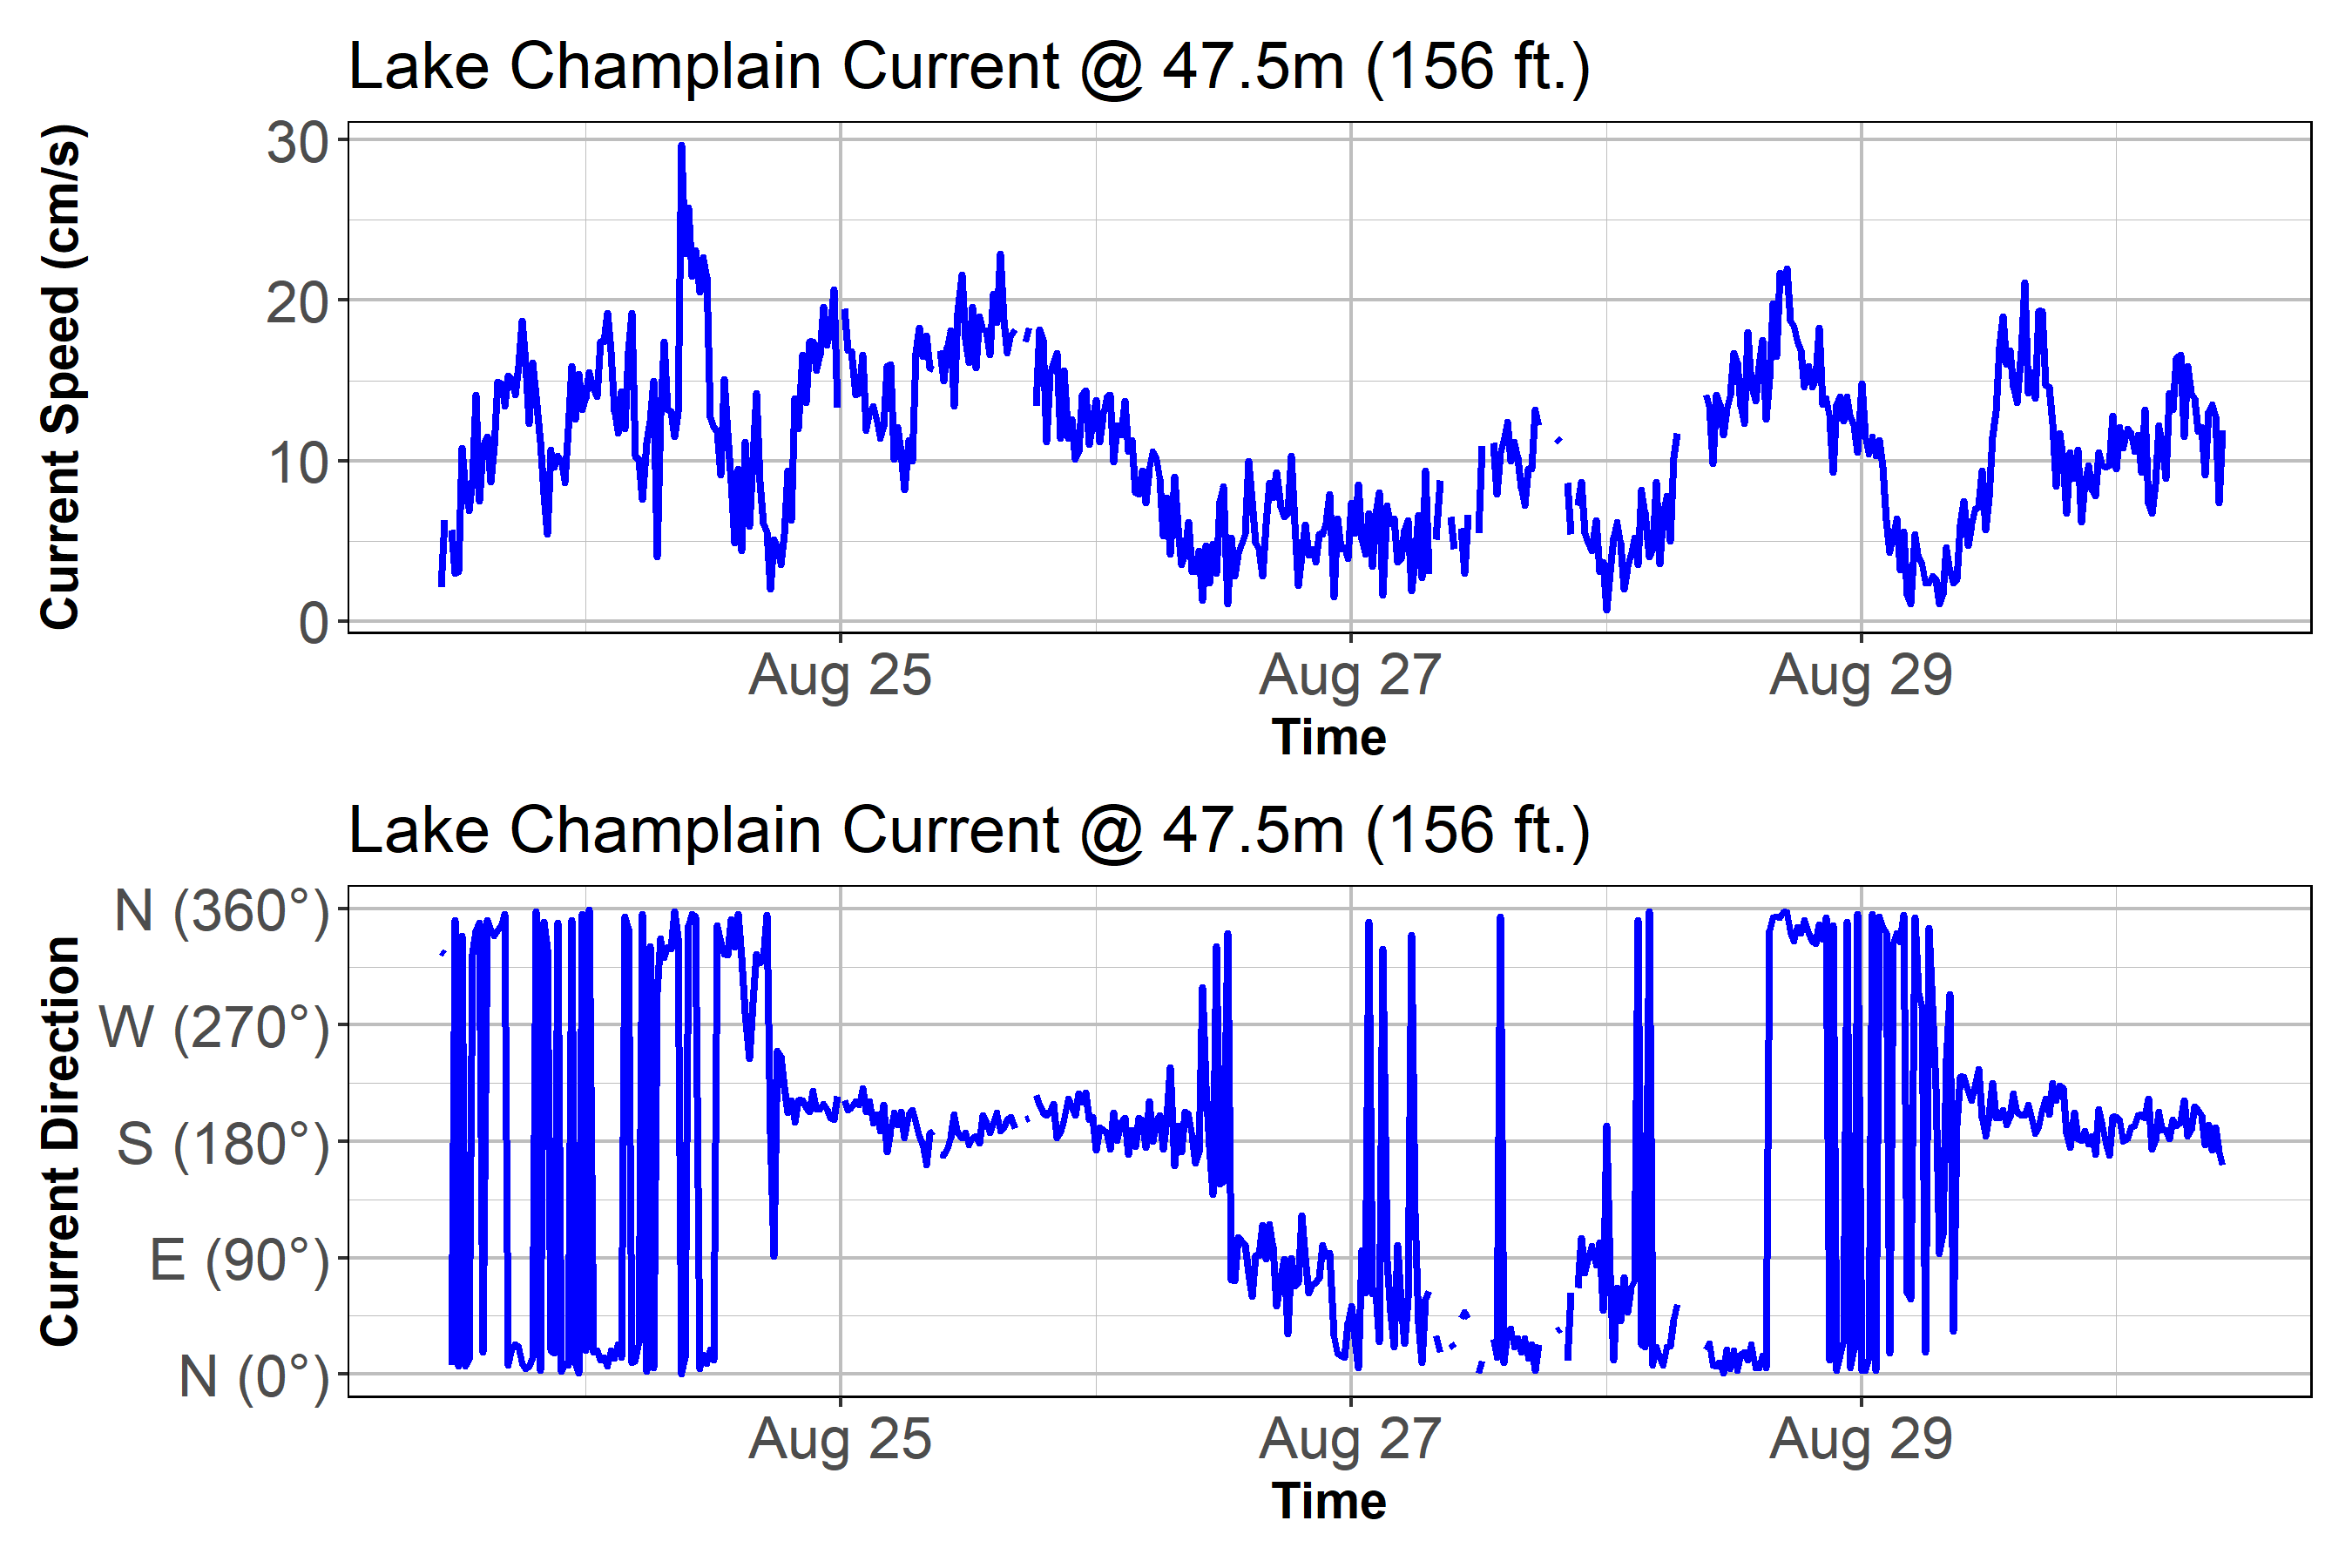 Lake Champlain Current @ 47.5m (156 ft.)
Current Speed (cm/s)
30
20
10
0
Aug 25 Aug 27 Aug 29
Time
Lake Champlain Current @ 47.5m (156 ft.)
Current Direction
N (360°)
W (270°)
S (180°)
E (90°)
N (0°)
Aug 25 Aug 27 Aug 29
Time